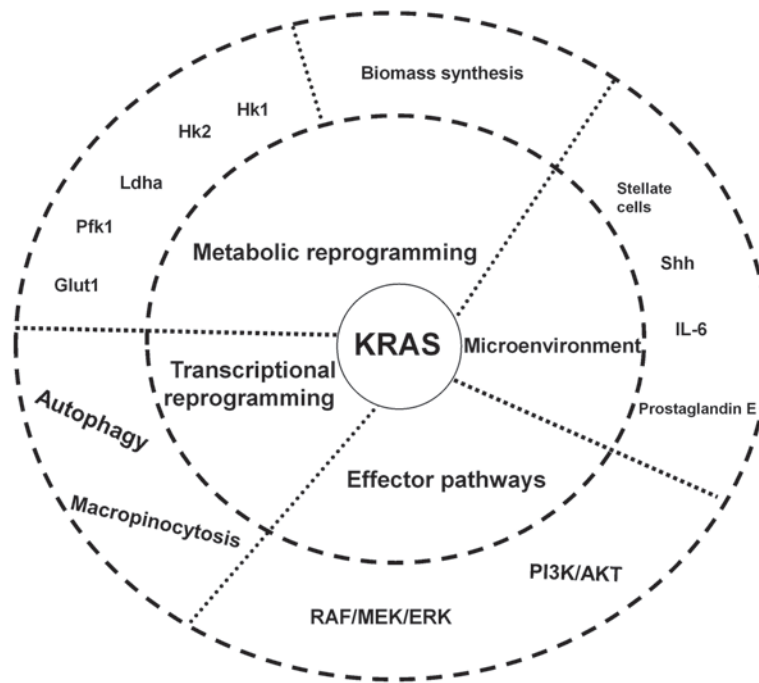 Biomass synthesis
Hk1
Hk2
Ldha
Pfk1
Glut1
Stellate
cells
Shh
IL-6
Prostaglandin E
Metabolic reprogramming
KRAS
Microenvironment
Transcriptional
reprogramming
Effector pathways
Autophagy
Macropinocytosis
PI3K/AKT
RAF/MEK/ERK